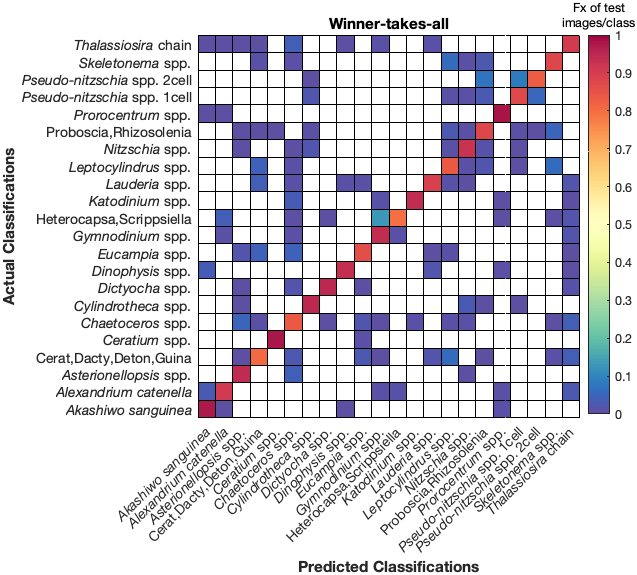 Fx of test
images/class
Winner-takes-all
Actual Classifications
Thalassiosira chain
Skeletonema spp.
Pseudo-nitzschia spp. 2cell
Pseudo-nitzschia spp. 1cell
Prorocentrum spp.
Proboscia,Rhizosolenia
Nitzschia spp.
Leptocylindrus spp.
Lauderia spp.
Katodinium spp.
Heterocapsa,Scrippsiella
Gymnodinium spp.
Eucampia spp.
Dinophysis spp.
Dictyocha spp.
Cylindrotheca spp.
Chaetoceros spp.
Ceratium spp.
Cerat,Dacty,Deton,Guina
Asterionellopsis spp.
Alexandrium catenella
Akashiwo sanguinea
1
0.9
0.8
0.7
0.6
0.5
0.4
0.3
0.2
0.1
0
Akashiwo sanguinea
Alexandrium catenella
Asterionellopsis spp.
Cerat,Dacty,Deton,Guina
Ceratium spp.
Chaetoceros spp.
Cylindrotheca spp.
Dictyocha spp.
Dinophysis spp.
Eucampia spp.
Gymnodinium spp.
Heterocapsa,Scrippsiella
Katodinium spp.
Lauderia spp.
Leptocylindrus spp.
Nitzschia spp.
Proboscia,Rhizosolenia
Prorocentrum spp.
Pseudo-nitzschia spp. 1cell
Pseudo-nitzschia spp. 2cell
Skeletonema spp.
Thalassiosira chain
Predicted Classifications